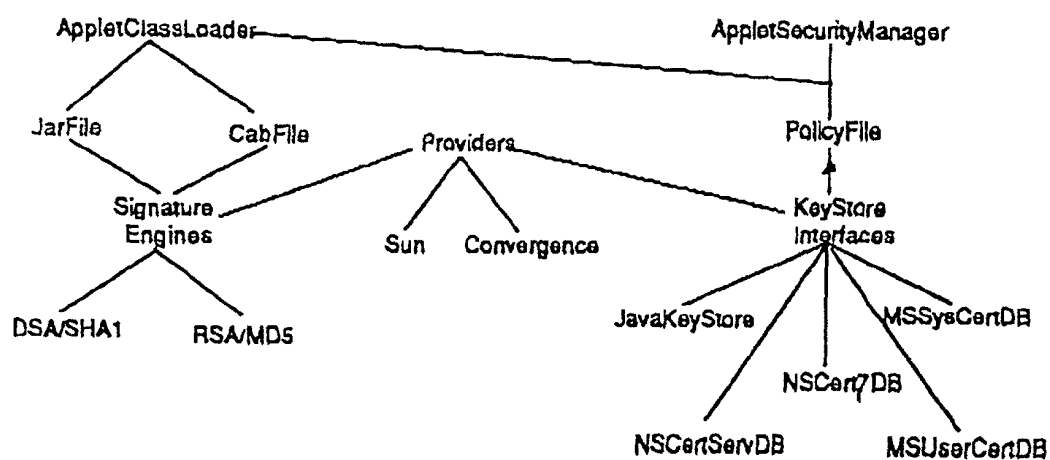 AppletClassLoader
AppletSecurityManager
JarFile
CabFile
Providers
PolicyFile
Signature
Engines
Sun
Convergence
KeyStore
Interfaces
DSA/SHA1
RSA/MD5
JavaKeyStore
MSSysCertDB
NSCert7DB
NSCertServDB
MSUserCertDB